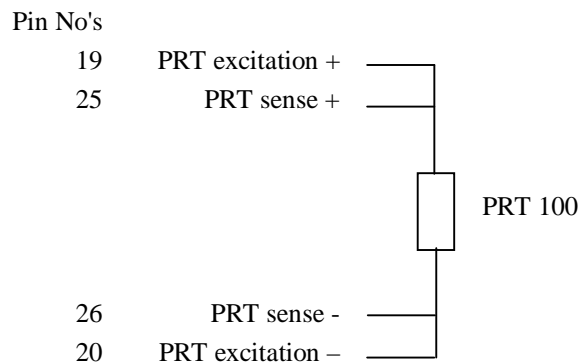 Pin No's
19 PRT excitation +
25 PRT sense +
PRT 100
26 PRT sense -
20 PRT excitation –